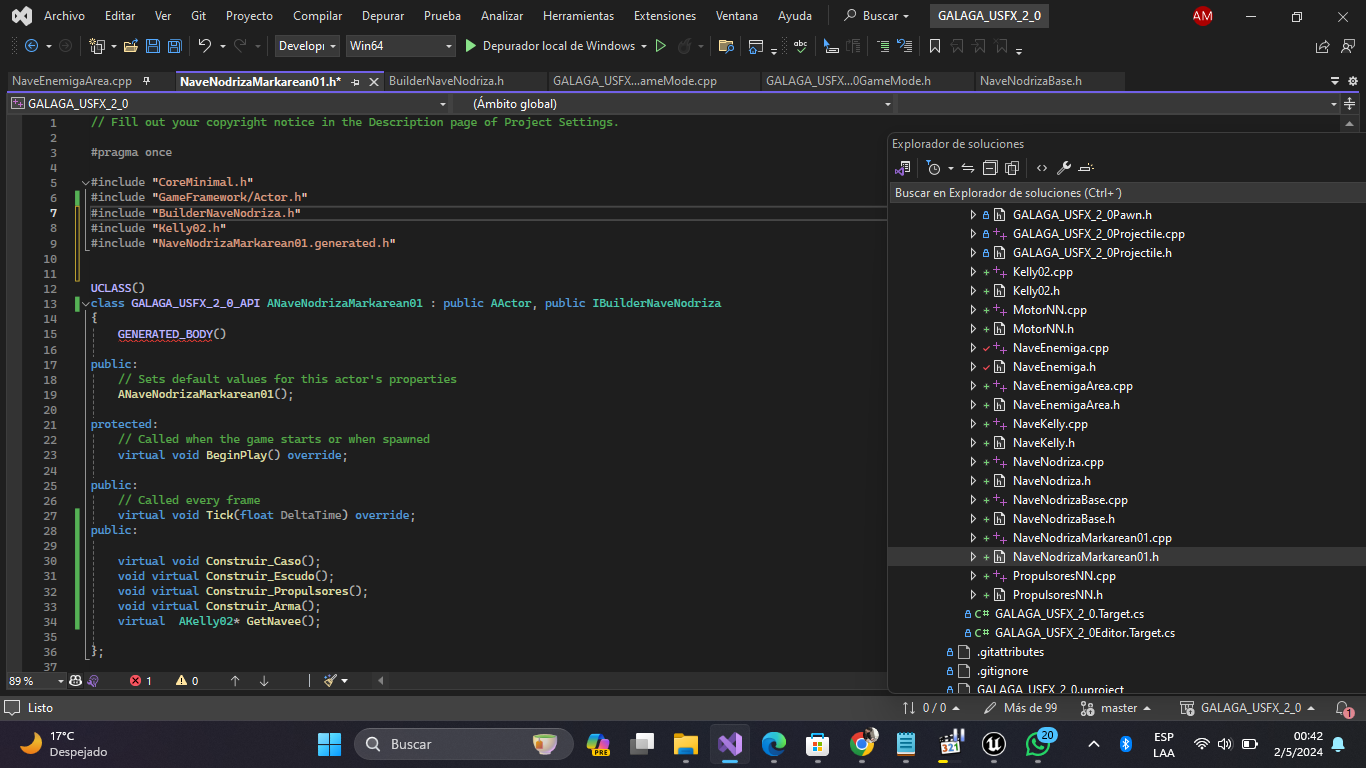 Archivo Editar Ver Git Proyecto Compilar Depurar Prueba Analizar Herramientas Extensiones Ventana Ayuda Buscar GALAGA_USFX_2_0 AM
Develop Win64 Depurador local de Windows
NaveEnemigaArea.cpp NaveNodrizaMarkarean01.h* BuilderNaveNodriza.h GALAGA_USFX...ameMode.cpp GALAGA_USFX...0GameMode.h NaveNodrizaBase.h
GALAGA_USFX_2_0 (Ámbito global)
1 // Fill out your copyright notice in the Description page of Project Settings.
2
3 #pragma once
4
5 #include "CoreMinimal.h"
6 #include "GameFramework/Actor.h"
7 #include "BuilderNaveNodriza.h"
8 #include "Kelly02.h"
9 #include "NaveNodrizaMarkarean01.generated.h"
10
11
12 UCLASS()
13 class GALAGA_USFX_2_0_API ANaveNodrizaMarkarean01 : public AActor, public IBuilderNaveNodriza
14 {
15 GENERATED_BODY()
16
17 public:
18 // Sets default values for this actor's properties
19 ANaveNodrizaMarkarean01();
20
21 protected:
22 // Called when the game starts or when spawned
23 virtual void BeginPlay() override;
24
25 public:
26 // Called every frame
27 virtual void Tick(float DeltaTime) override;
28 public:
29
30 virtual void Construir_Caso();
31 void virtual Construir_Escudo();
32 void virtual Construir_Propulsores();
33 void virtual Construir_Arma();
34 virtual AKelly02* GetNavee();
35
36 };
37
89 % 1 0
Explorador de soluciones
Buscar en Explorador de soluciones (Ctrl+´)
GALAGA_USFX_2_0Pawn.h
GALAGA_USFX_2_0Projectile.cpp
GALAGA_USFX_2_0Projectile.h
Kelly02.cpp
Kelly02.h
MotorNN.cpp
MotorNN.h
NaveEnemiga.cpp
NaveEnemiga.h
NaveEnemigaArea.cpp
NaveEnemigaArea.h
NaveKelly.cpp
NaveKelly.h
NaveNodriza.cpp
NaveNodriza.h
NaveNodrizaBase.cpp
NaveNodrizaBase.h
NaveNodrizaMarkarean01.cpp
NaveNodrizaMarkarean01.h
PropulsoresNN.cpp
PropulsoresNN.h
C# GALAGA_USFX_2_0.Target.cs
C# GALAGA_USFX_2_0Editor.Target.cs
.gitattributes
.gitignore
GALAGA_USFX_2_0.uproject
Listo 0 / 0 Más de 99 master GALAGA_USFX_2_0 1
17°C
Despejado
Buscar
PRE
321
20
ESP
LAA
00:42
2/5/2024